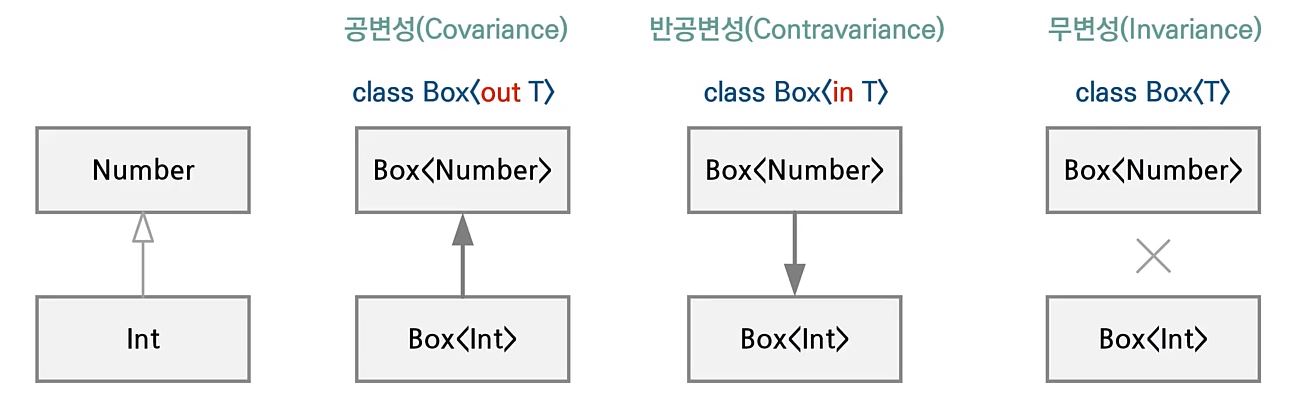 공변성(Covariance)
반공변성(Contravariance)
무변성(Invariance)
class Box<out T>
class Box<in T>
class Box<T>
Number
Box<Number>
Box<Number>
Box<Number>
Int
Box<Int>
Box<Int>
Box<Int>